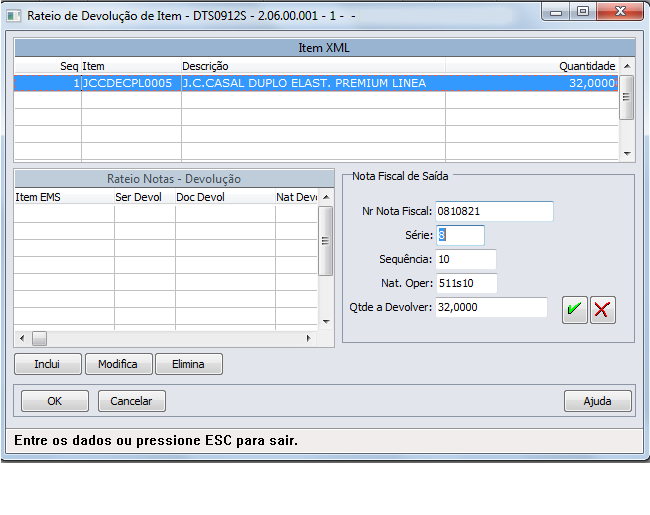 Rateio de Devolução de Item - DTS0912S - 2.06.00.001 - 1 - -
Item XML
Seq Item Descrição Quantidade
1 JCCDECPL0005 J.C.CASAL DUPLO ELAST. PREMIUM LINEA 32,0000
Rateio Notas - Devolução
Item EMS Ser Devol Doc Devol Nat Devo
Nota Fiscal de Saída
Nr Nota Fiscal: 0810821
Série: 8
Sequência: 10
Nat. Oper: 511s10
Qtde a Devolver: 32,0000
Inclui Modifica Elimina
OK Cancelar Ajuda
Entre os dados ou pressione ESC para sair.